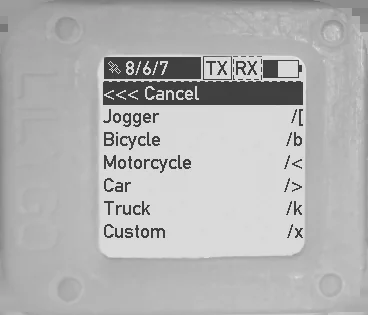 8/6/7 TX RX
<<< Cancel
Jogger /[
Bicycle /b
Motorcycle /<
Car />
Truck /k
Custom /x